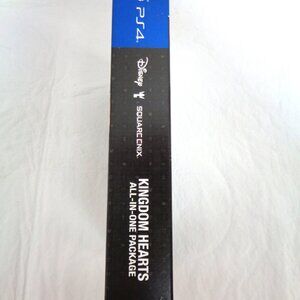 PS4
Disney
SQUARE ENIX
KINGDOM HEARTS
ALL-IN-ONE PACKAGE